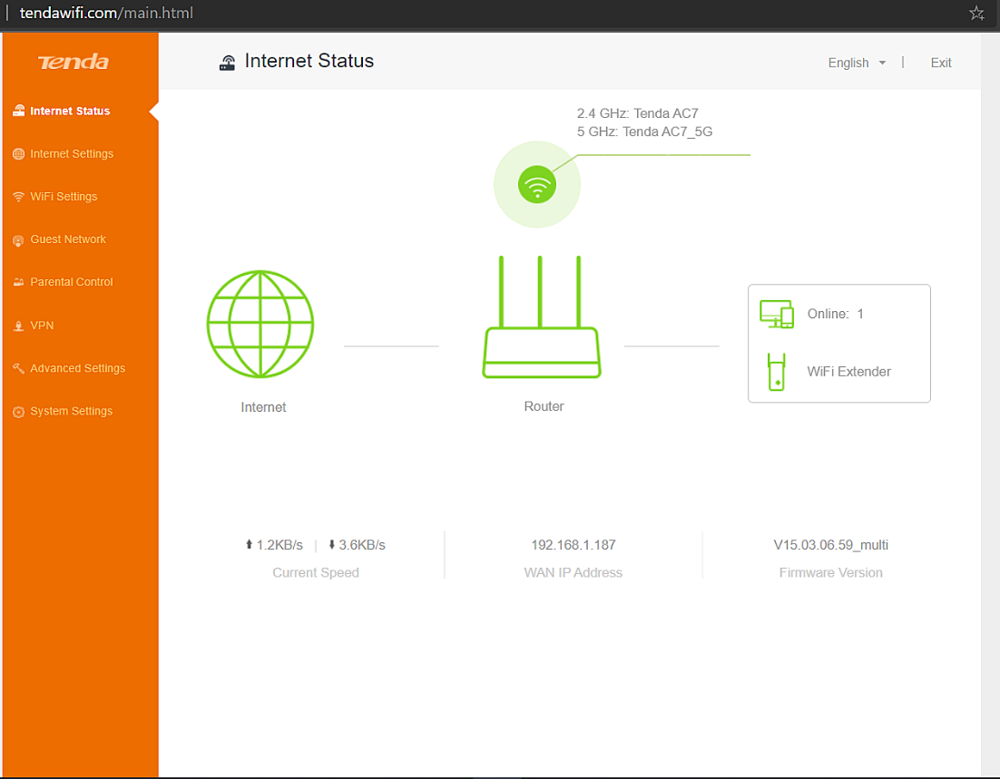 tendawifi.com/main.html
Tenda
Internet Status
English
|
Exit
Internet Status
Internet Settings
WiFi Settings
Guest Network
Parental Control
VPN
Advanced Settings
System Settings
2.4 GHz: Tenda AC7
5 GHz: Tenda AC7_5G
Internet
Router
Online: 1
WiFi Extender
1.2KB/s | 3.6KB/s
Current Speed
192.168.1.187
WAN IP Address
V15.03.06.59_multi
Firmware Version